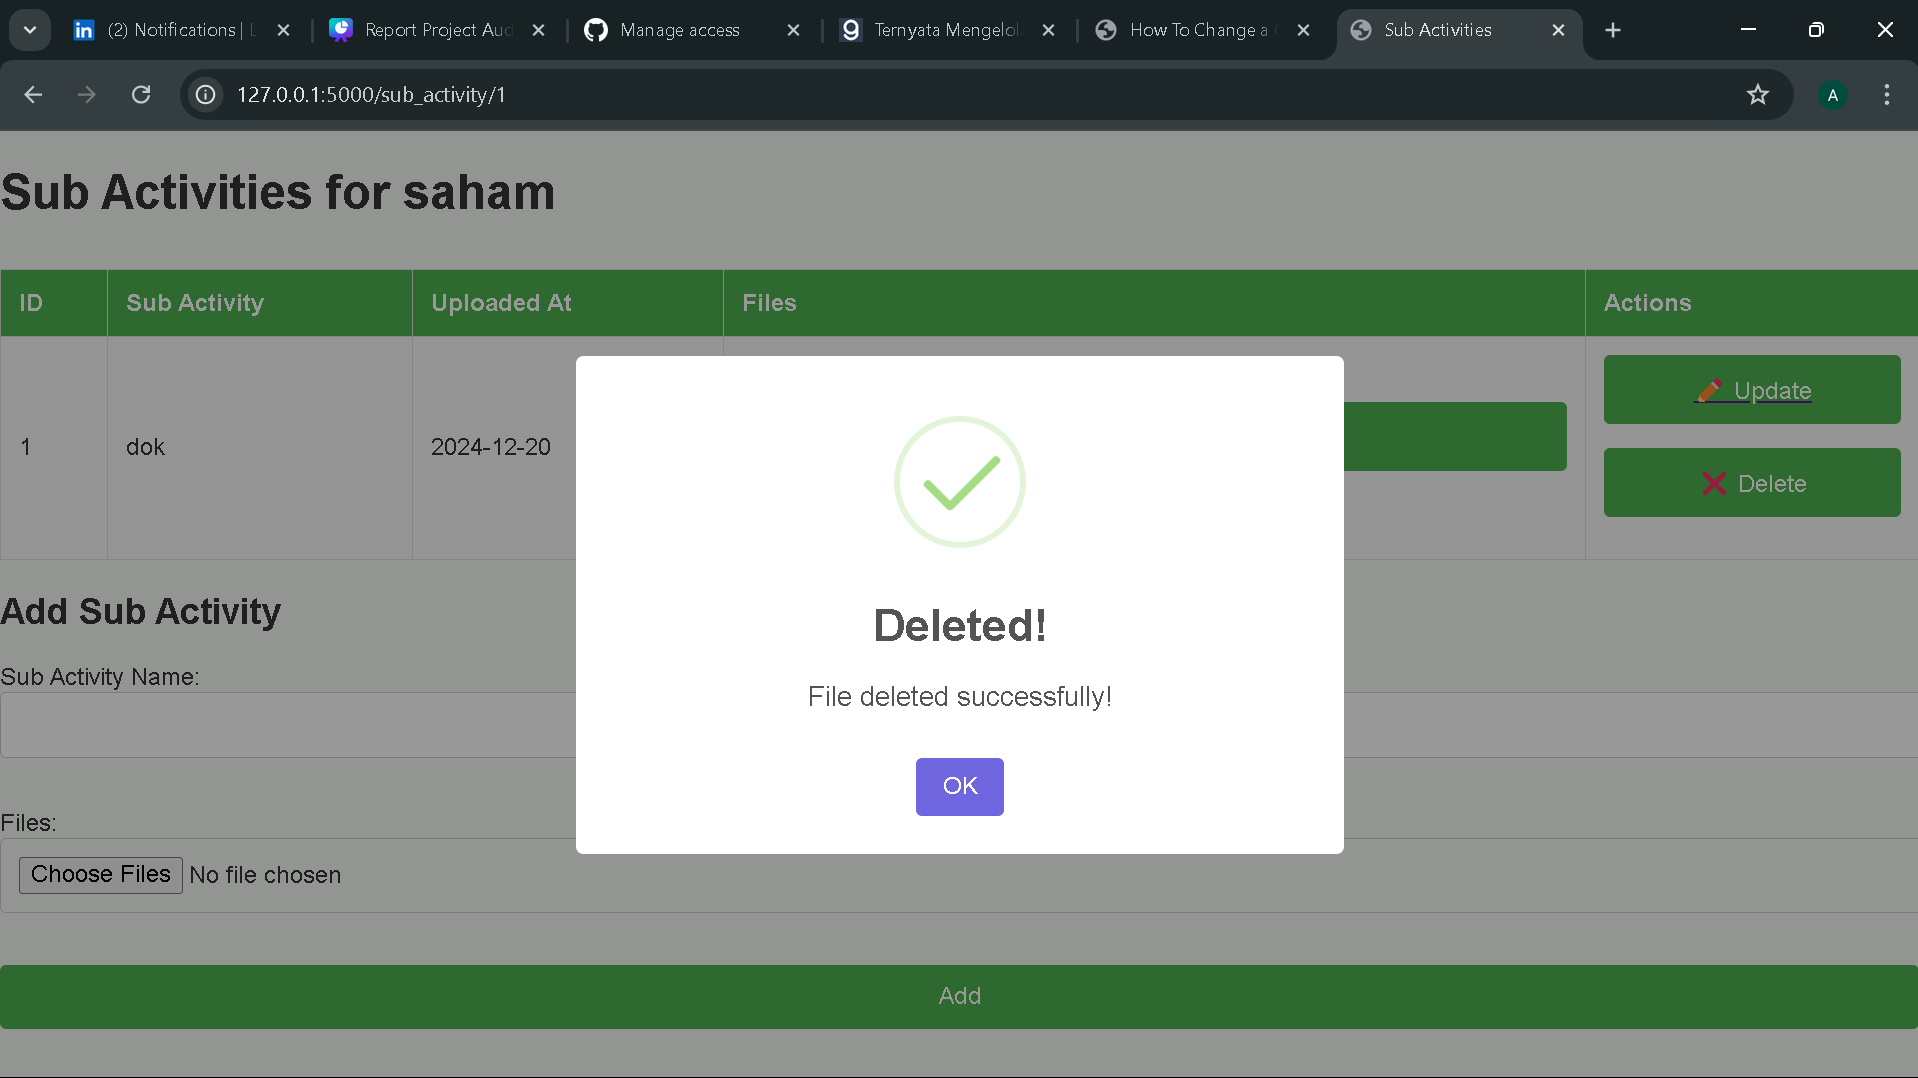 (2) Notifications |
Report Project Aud
Manage access
Ternyata Mengelol
How To Change a
Sub Activities
127.0.0.1:5000/sub_activity/1
A
Sub Activities for saham
ID Sub Activity Uploaded At Files Actions
1 dok 2024-12-20
Update
Delete
Deleted!
File deleted successfully!
OK
Add Sub Activity
Sub Activity Name:
Files:
Choose Files No file chosen
Add